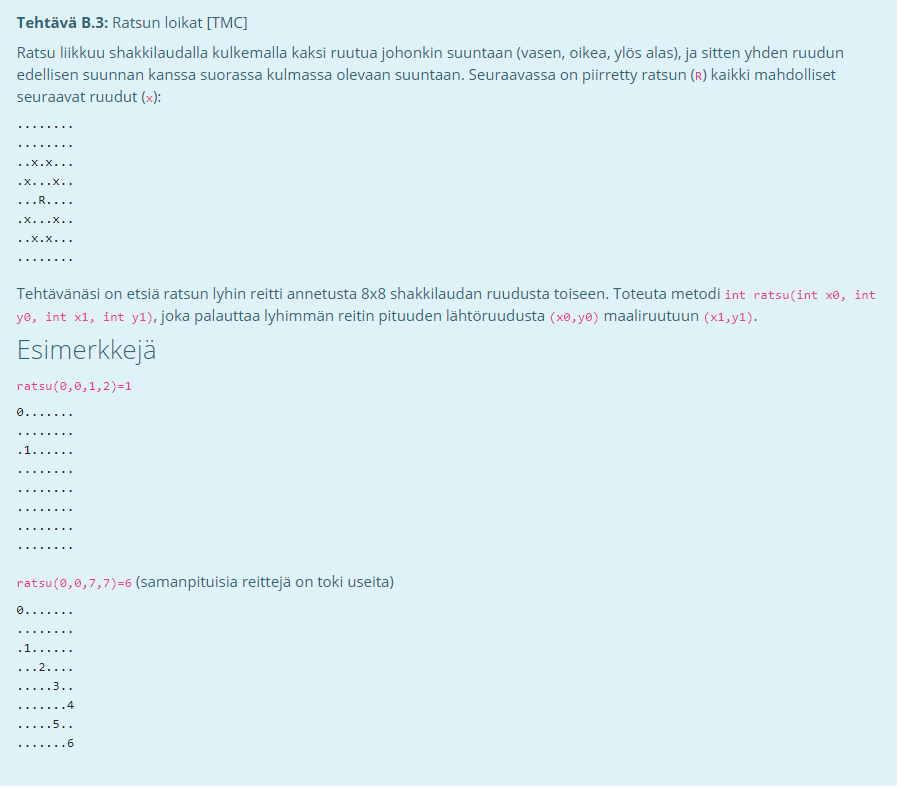 Tehtävä B.3: Ratsun loikat [TMC]
Ratsu liikkuu shakkilaudalla kulkemalla kaksi ruutua johonkin suuntaan (vasen, oikea, ylös alas), ja sitten yhden ruudun
edellisen suunnan kanssa suorassa kulmassa olevaan suuntaan. Seuraavassa on piirretty ratsun (R) kaikki mahdolliset
seuraavat ruudut (x):
........
........
..x.x...
.x...x..
...R....
.x...x..
..x.x...
........
Tehtävänäsi on etsiä ratsun lyhin reitti annetusta 8x8 shakkilaudan ruudusta toiseen. Toteuta metodi int ratsu(int x0, int
y0, int x1, int y1), joka palauttaa lyhimmän reitin pituuden lähtöruudusta (x0,y0) maaliruutuun (x1,y1).
Esimerkkejä
ratsu(0,0,1,2)=1
0.......
........
.1......
........
........
........
........
........
ratsu(0,0,7,7)=6 (samanpituisia reittejä on toki useita)
0.......
........
.1......
...2....
.....3..
.......4
.....5..
.......6